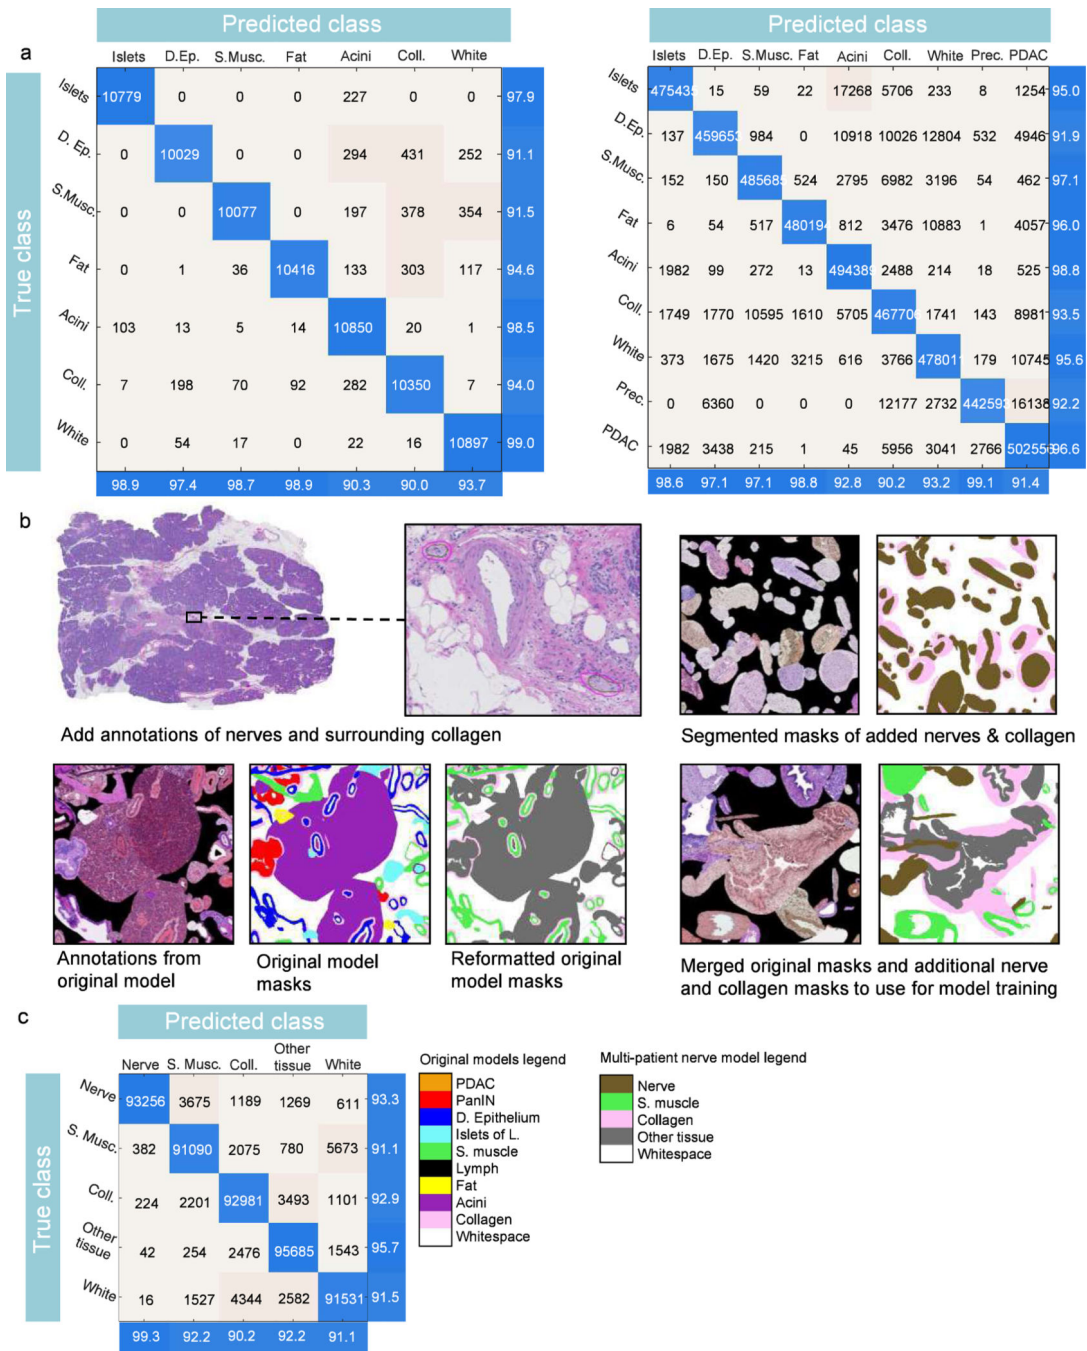 a
Predicted class
Islets D.Ep. S.Musc. Fat Acini Coll. White
True class
Islets 10779 0 0 0 227 0 0 97.9
D. Ep. 0 10029 0 0 294 431 252 91.1
S.Musc. 0 0 10077 0 197 378 354 91.5
Fat 0 1 36 10416 133 303 117 94.6
Acini 103 13 5 14 10850 20 1 98.5
Coll. 7 198 70 92 282 10350 7 94.0
White 0 54 17 0 22 16 10897 99.0
98.9 97.4 98.7 98.9 90.3 90.0 93.7
Predicted class
Islets D.Ep. S.Musc. Fat Acini Coll. White Prec. PDAC
Islets 475435 15 59 22 17268 5706 233 8 1254 95.0
D.Ep. 137 459653 984 0 10918 10026 12804 532 4946 91.9
S.Musc. 152 150 485685 524 2795 6982 3196 54 462 97.1
Fat 6 54 517 480194 812 3476 10883 1 4057 96.0
Acini 1982 99 272 13 494389 2488 214 18 525 98.8
Coll. 1749 1770 10595 1610 5705 467706 1741 143 8981 93.5
White 373 1675 1420 3215 616 3766 478011 179 10745 95.6
Prec. 0 6360 0 0 0 12177 2732 442593 16138 92.2
PDAC 1982 3438 215 1 45 5956 3041 2766 502556 96.6
98.6 97.1 97.1 98.8 92.8 90.2 93.2 99.1 91.4
b
Add annotations of nerves and surrounding collagen
Segmented masks of added nerves & collagen
Annotations from
original model
Original model
masks
Reformatted original
model masks
Merged original masks and additional nerve
and collagen masks to use for model training
c
Predicted class
Nerve S. Musc. Coll. Other tissue White
True class
Nerve 93256 3675 1189 1269 611 93.3
S. Musc. 382 91090 2075 780 5673 91.1
Coll. 224 2201 92981 3493 1101 92.9
Other tissue 42 254 2476 95685 1543 95.7
White 16 1527 4344 2582 91531 91.5
99.3 92.2 90.2 92.2 91.1
Original models legend
PDAC
PanIN
D. Epithelium
Islets of L.
S. muscle
Lymph
Fat
Acini
Collagen
Whitespace
Multi-patient nerve model legend
Nerve
S. muscle
Collagen
Other tissue
Whitespace